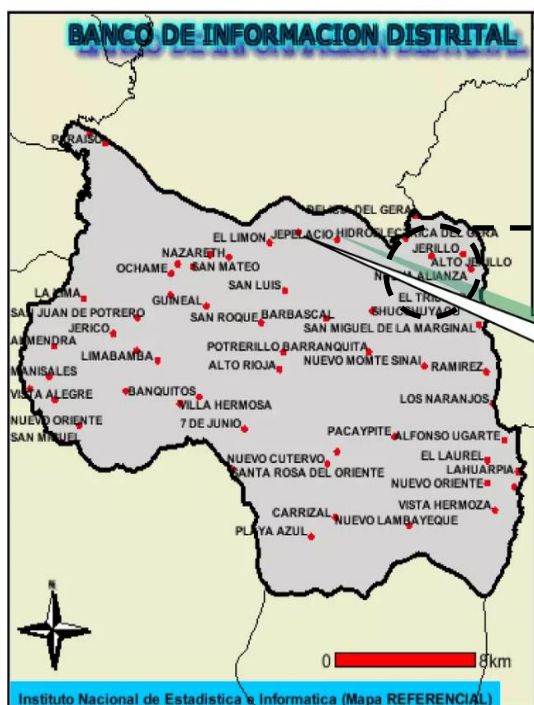 BANCO DE INFORMACION DISTRITAL
PARAISO
DELISA DEL GERA
EL LIMON JEPELACIO HIDROELECTRICA DEL GERA
JERILLO
NAZARETH
ALTO JERILLO
OCHAME SAN MATEO
NUEVA ALIANZA
SAN LUIS
LA LIMA
GUINEAL
SAN JUAN DE POTRERO
SHUCSHUYACU
SAN ROQUE BARBASCAL
SAN MIGUEL DE LA MARGINAL
JERICO
ALMENDRA
LIMABAMBA
POTRERILLO BARRANQUITA
NUEVO MOMTE SINAI
ALTO RIOJA
RAMIREZ
MANISALES
VISTA ALEGRE
BANQUITOS
VILLA HERMOSA
LOS NARANJOS
NUEVO ORIENTE
7 DE JUNIO
PACAYPITE
ALFONSO UGARTE
SAN MIGUEL
NUEVO CUTERVO
EL LAUREL
SANTA ROSA DEL ORIENTE
LAHUARPIA
NUEVO ORIENTE
VISTA HERMOZA
CARRIZAL
NUEVO LAMBAYEQUE
PLAYA AZUL
N
0 8km
Instituto Nacional de Estadistica e Informatica (Mapa REFERENCIAL)